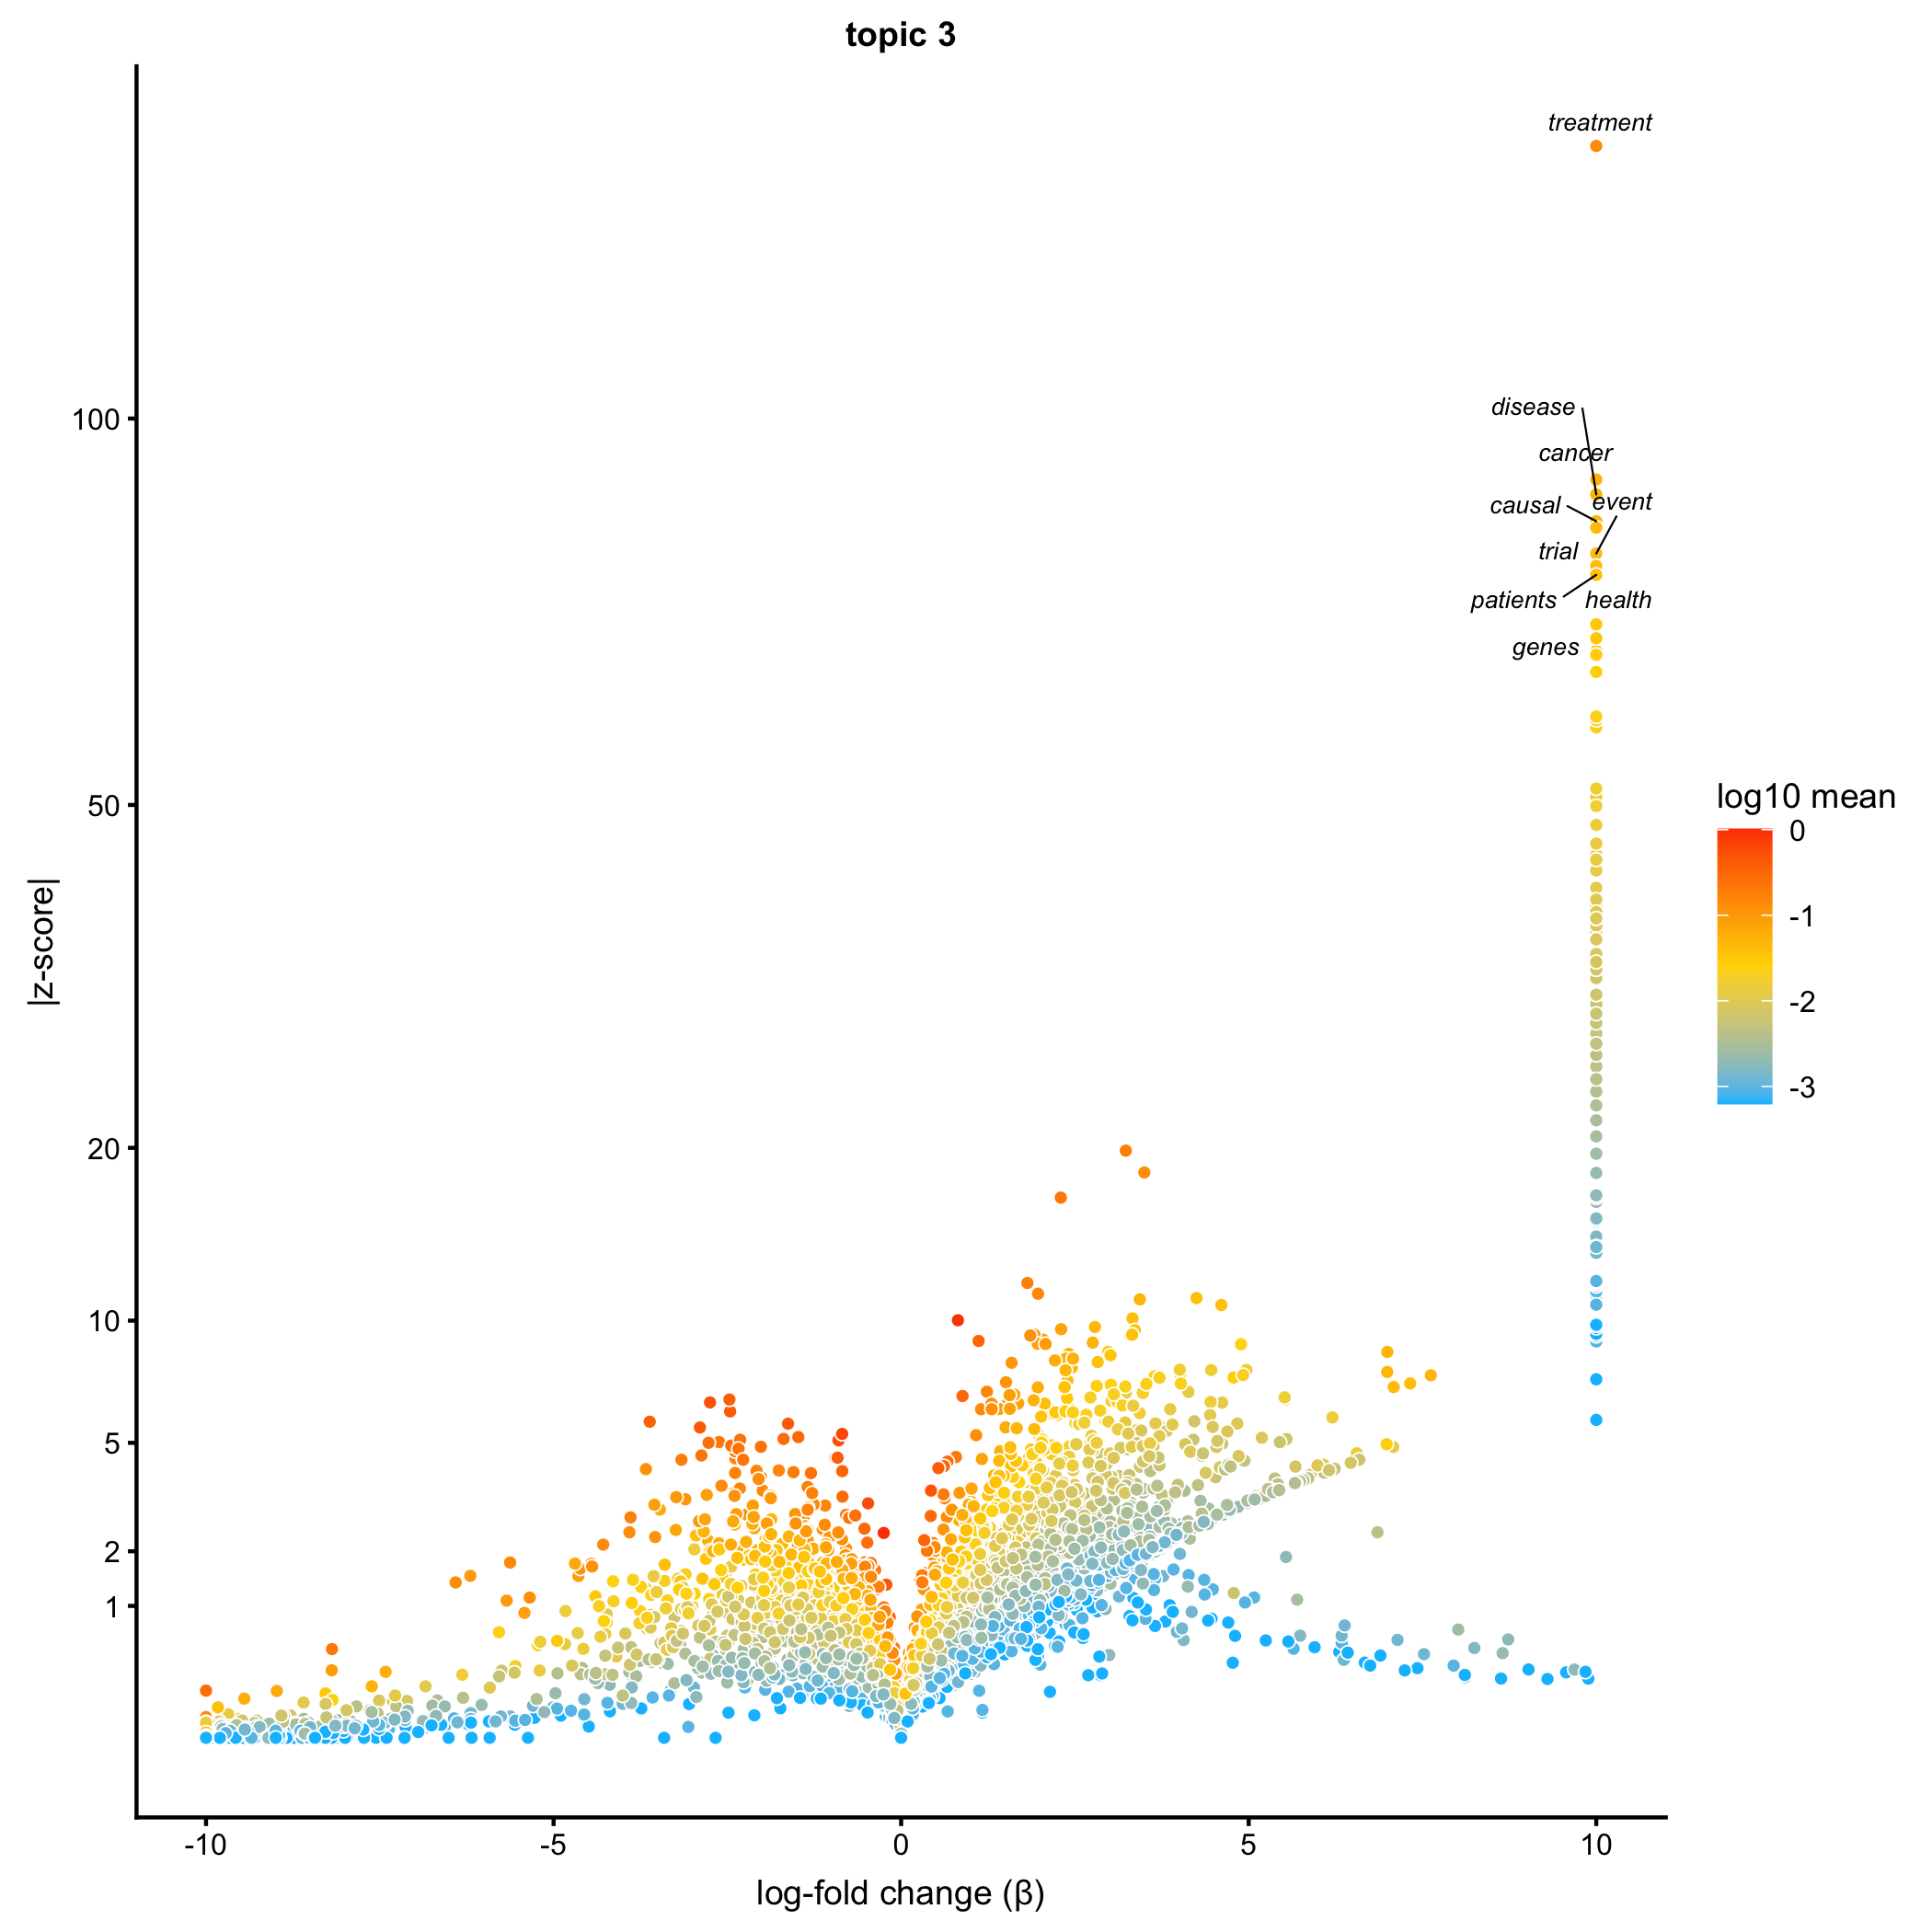 topic 3
treatment
disease
cancer
causal
event
trial
patients
health
genes
100
50
20
10
5
2
1
|z-score|
-10
-5
0
5
10
log-fold change (β)
log10 mean
0
-1
-2
-3